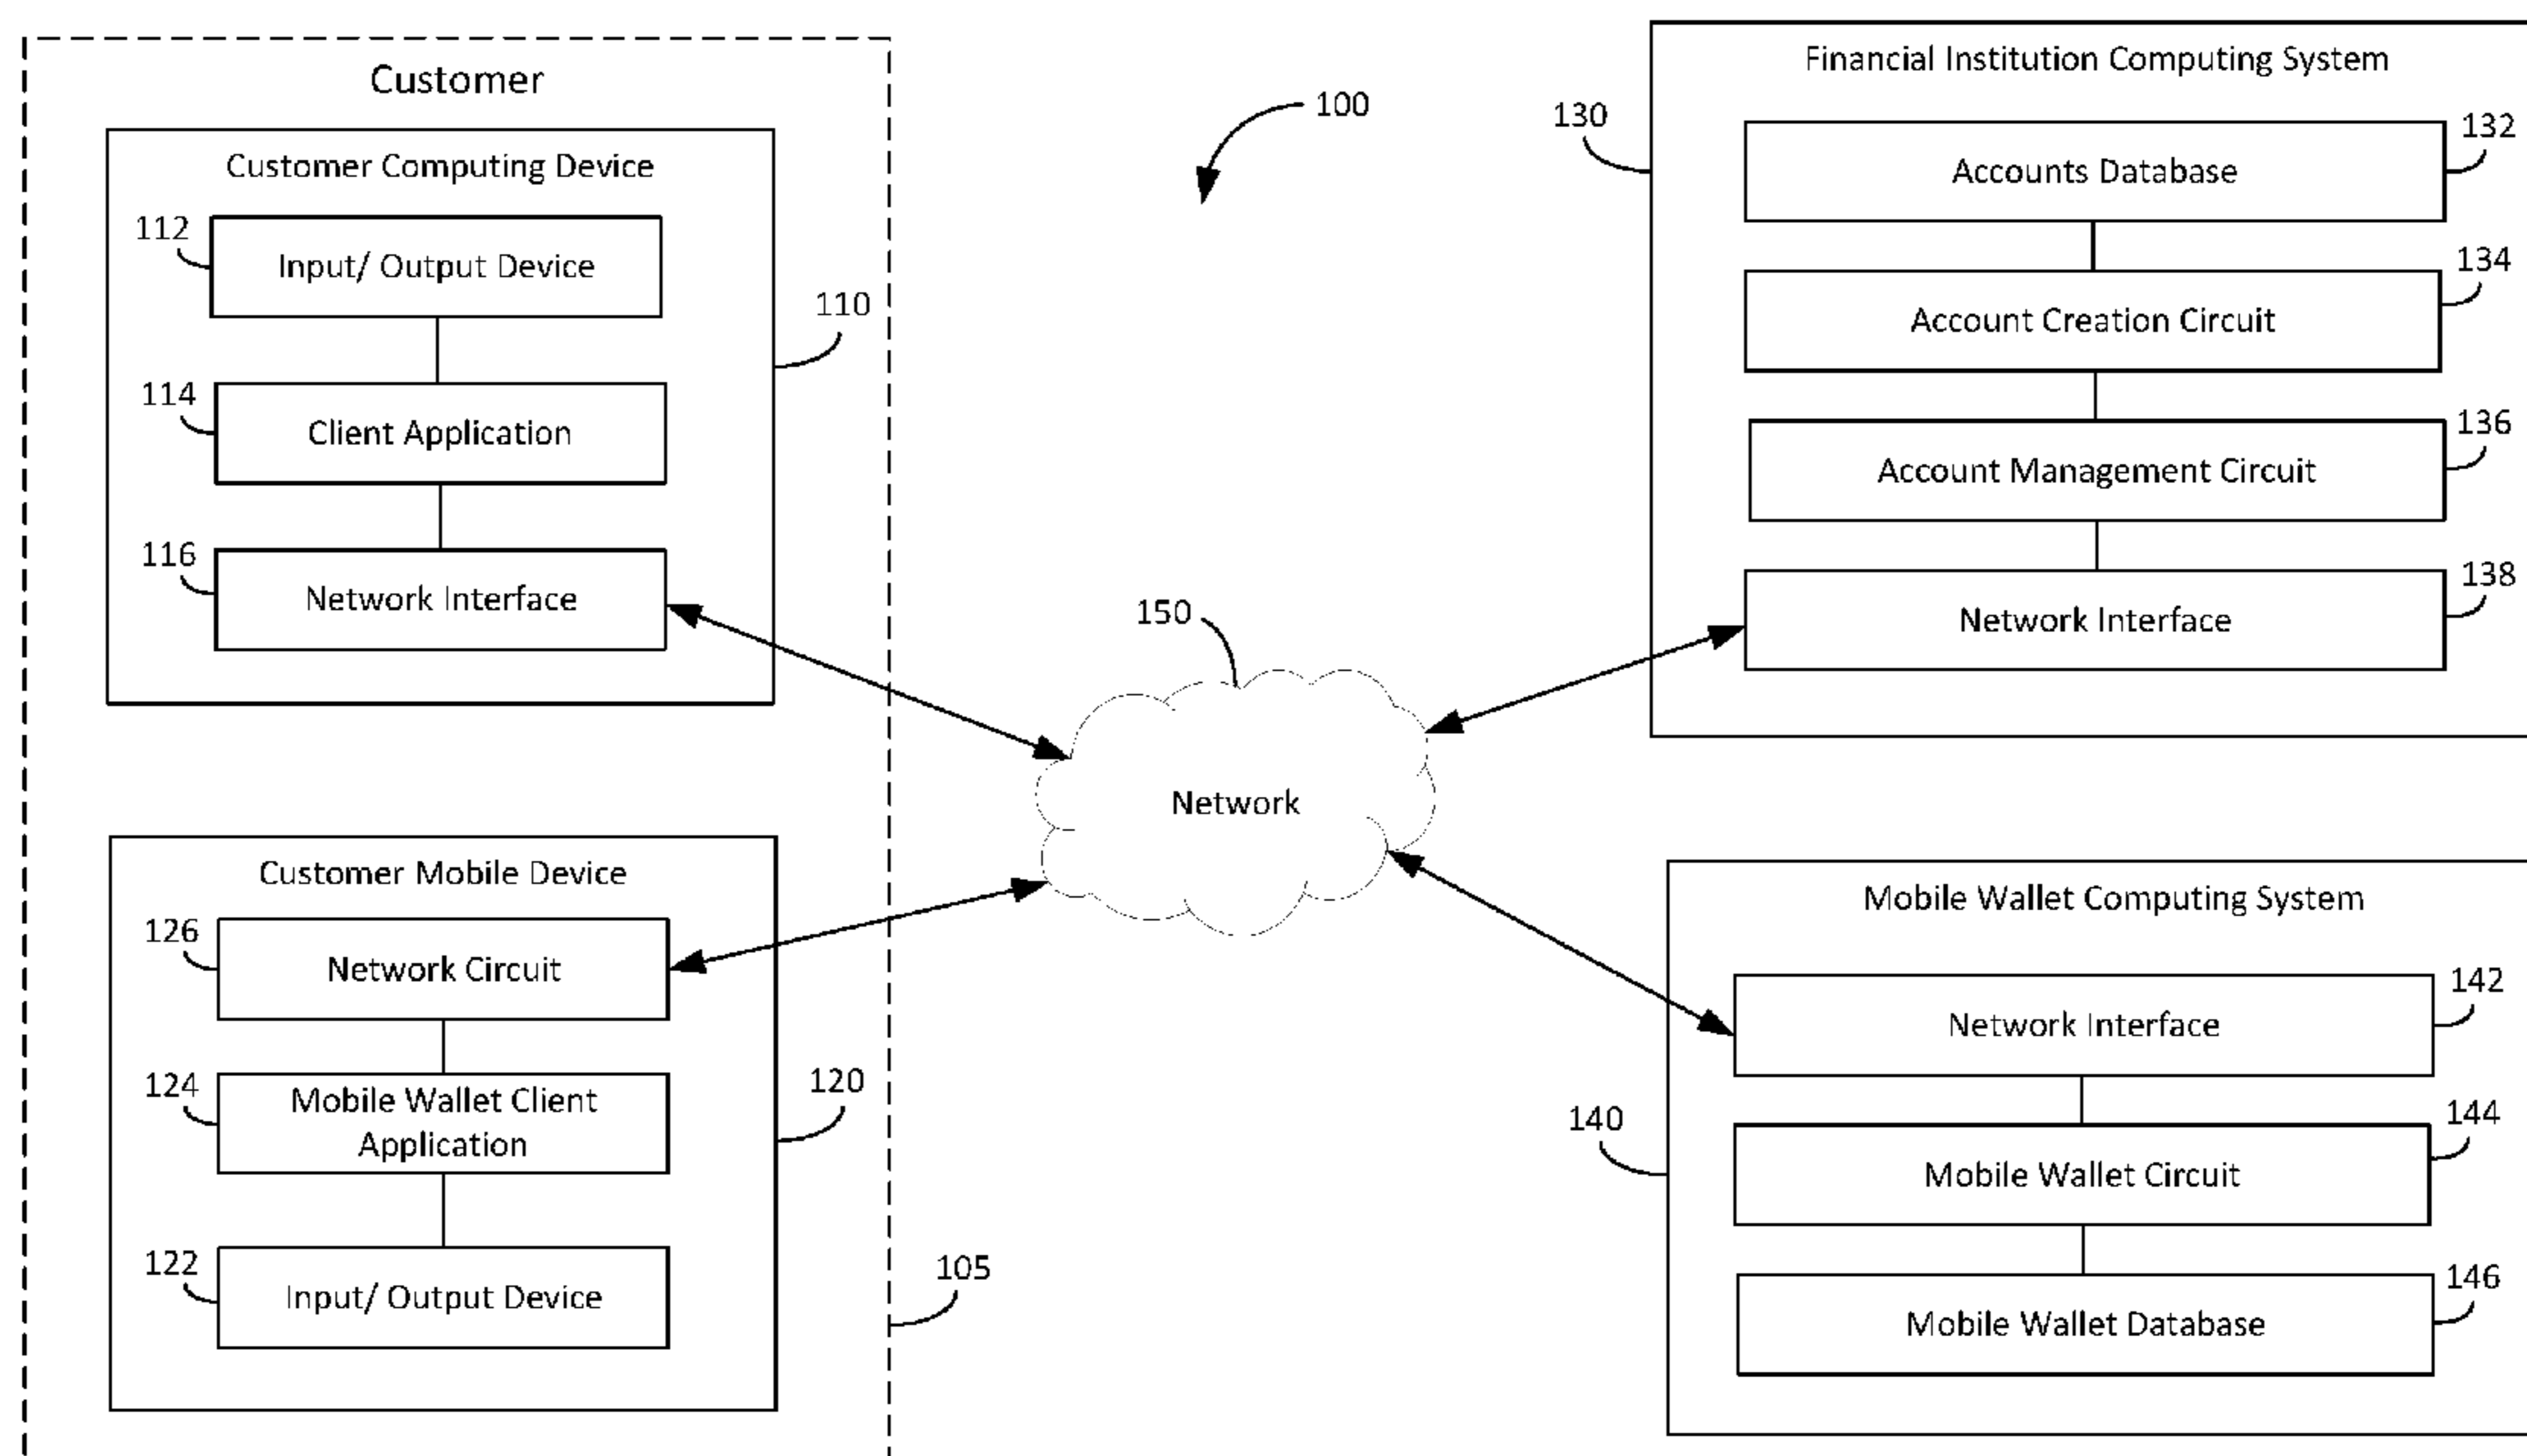 Customer
Customer Computing Device
112
Input/ Output Device
110
114
Client Application
116
Network Interface
Customer Mobile Device
126
Network Circuit
124
Mobile Wallet Client
Application
120
122
Input/ Output Device
105
100
150
Network
Financial Institution Computing System
130
132
Accounts Database
134
Account Creation Circuit
136
Account Management Circuit
138
Network Interface
Mobile Wallet Computing System
142
Network Interface
140
144
Mobile Wallet Circuit
146
Mobile Wallet Database